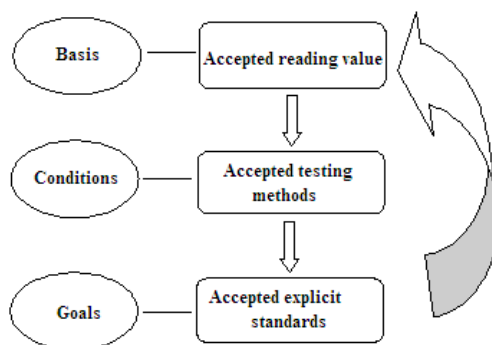 Basis
Accepted reading value
Conditions
Accepted testing
methods
Goals
Accepted explicit
standards